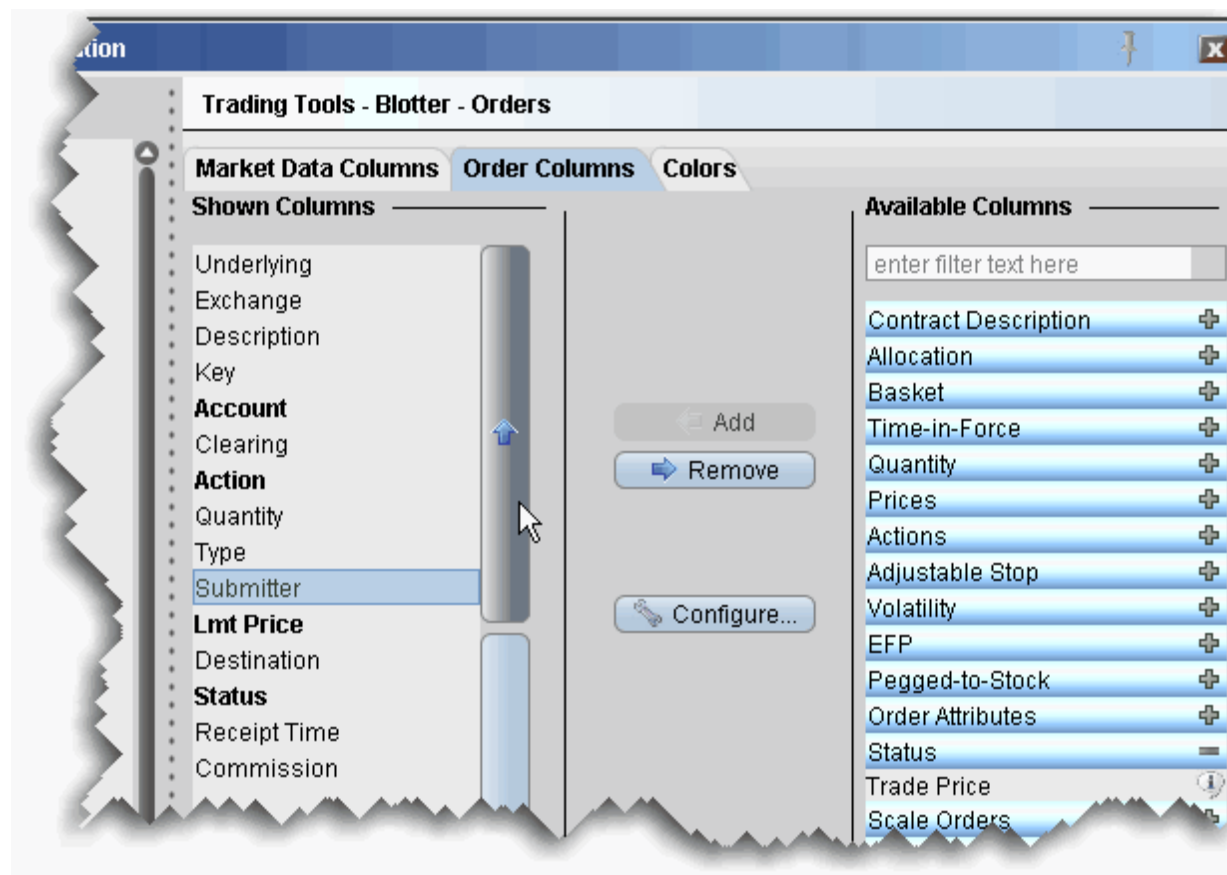 tion
Trading Tools - Blotter - Orders
Market Data Columns Order Columns Colors
Shown Columns
Underlying
Exchange
Description
Key
Account
Clearing
Action
Quantity
Type
Submitter
Lmt Price
Destination
Status
Receipt Time
Commission
Add
Remove
Configure...
Available Columns
enter filter text here
Contract Description
Allocation
Basket
Time-in-Force
Quantity
Prices
Actions
Adjustable Stop
Volatility
EFP
Pegged-to-Stock
Order Attributes
Status
Trade Price
Scale Orders